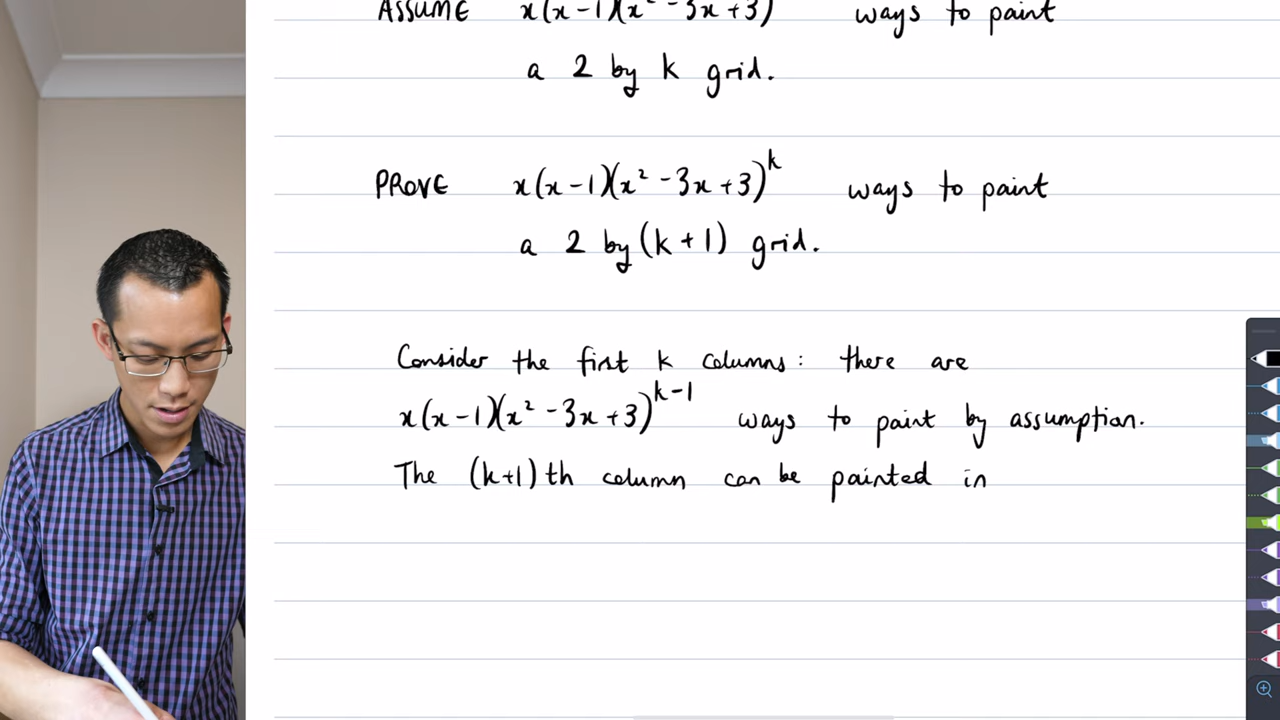 ASSUME x(x-1)(x² -3x +3) ways to paint
a 2 by k grid.
PROVE x(x-1)(x² -3x +3)^k ways to paint
a 2 by (k+1) grid.
Consider the first k columns: there are
x(x-1)(x² -3x +3)^(k-1) ways to paint by assumption.
The (k+1)th column can be painted in